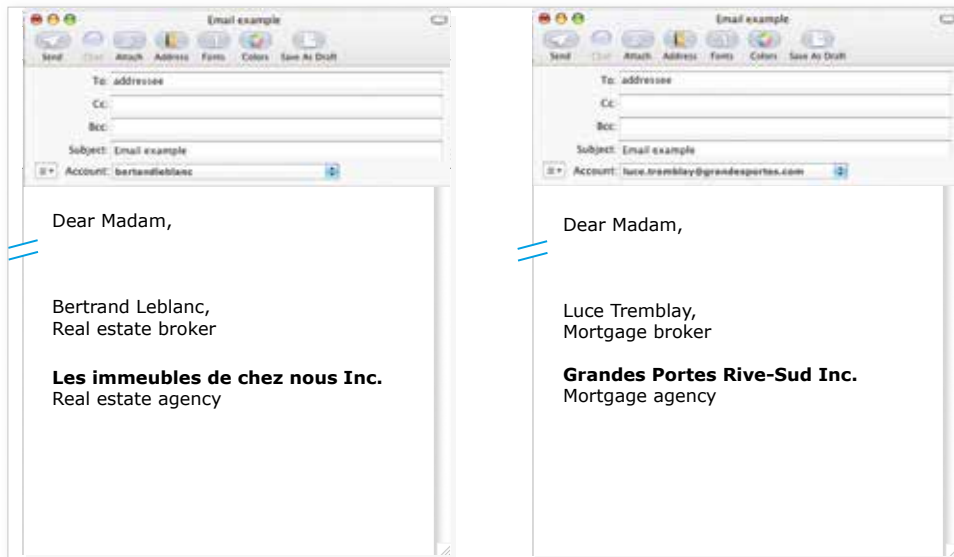 Email example
Send Chat Attach Address Fonts Colors Save As Draft
To: addressee
Cc:
Bcc:
Subject: Email example
Account: bertrandleblanc
Dear Madam,
Bertrand Leblanc,
Real estate broker
Les immeubles de chez nous Inc.
Real estate agency
Email example
Send Chat Attach Address Fonts Colors Save As Draft
To: addressee
Cc:
Bcc:
Subject: Email example
Account: luce.tremblay@grandesportes.com
Dear Madam,
Luce Tremblay,
Mortgage broker
Grandes Portes Rive-Sud Inc.
Mortgage agency